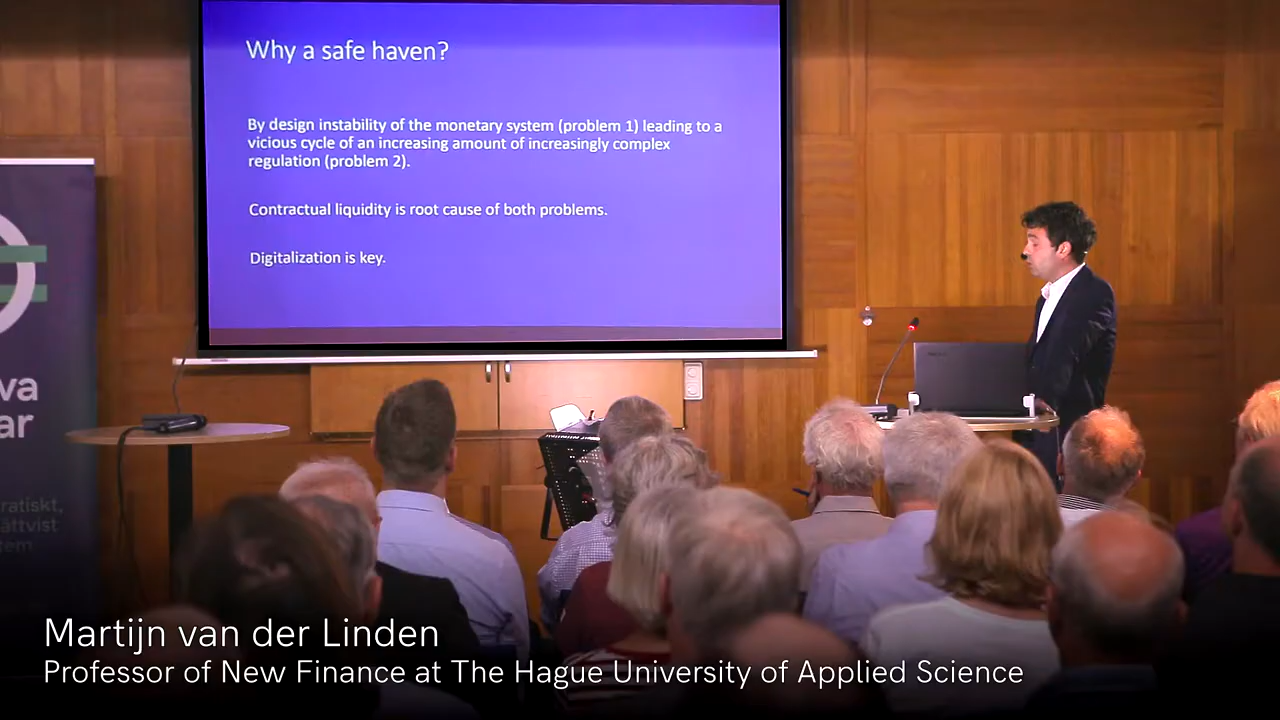 Why a safe haven?
By design instability of the monetary system (problem 1) leading to a
vicious cycle of an increasing amount of increasingly complex
regulation (problem 2).
Contractual liquidity is root cause of both problems.
Digitalization is key.
va
ar
ratiskt,
ättvist
tem
Martijn van der Linden
Professor of New Finance at The Hague University of Applied Science